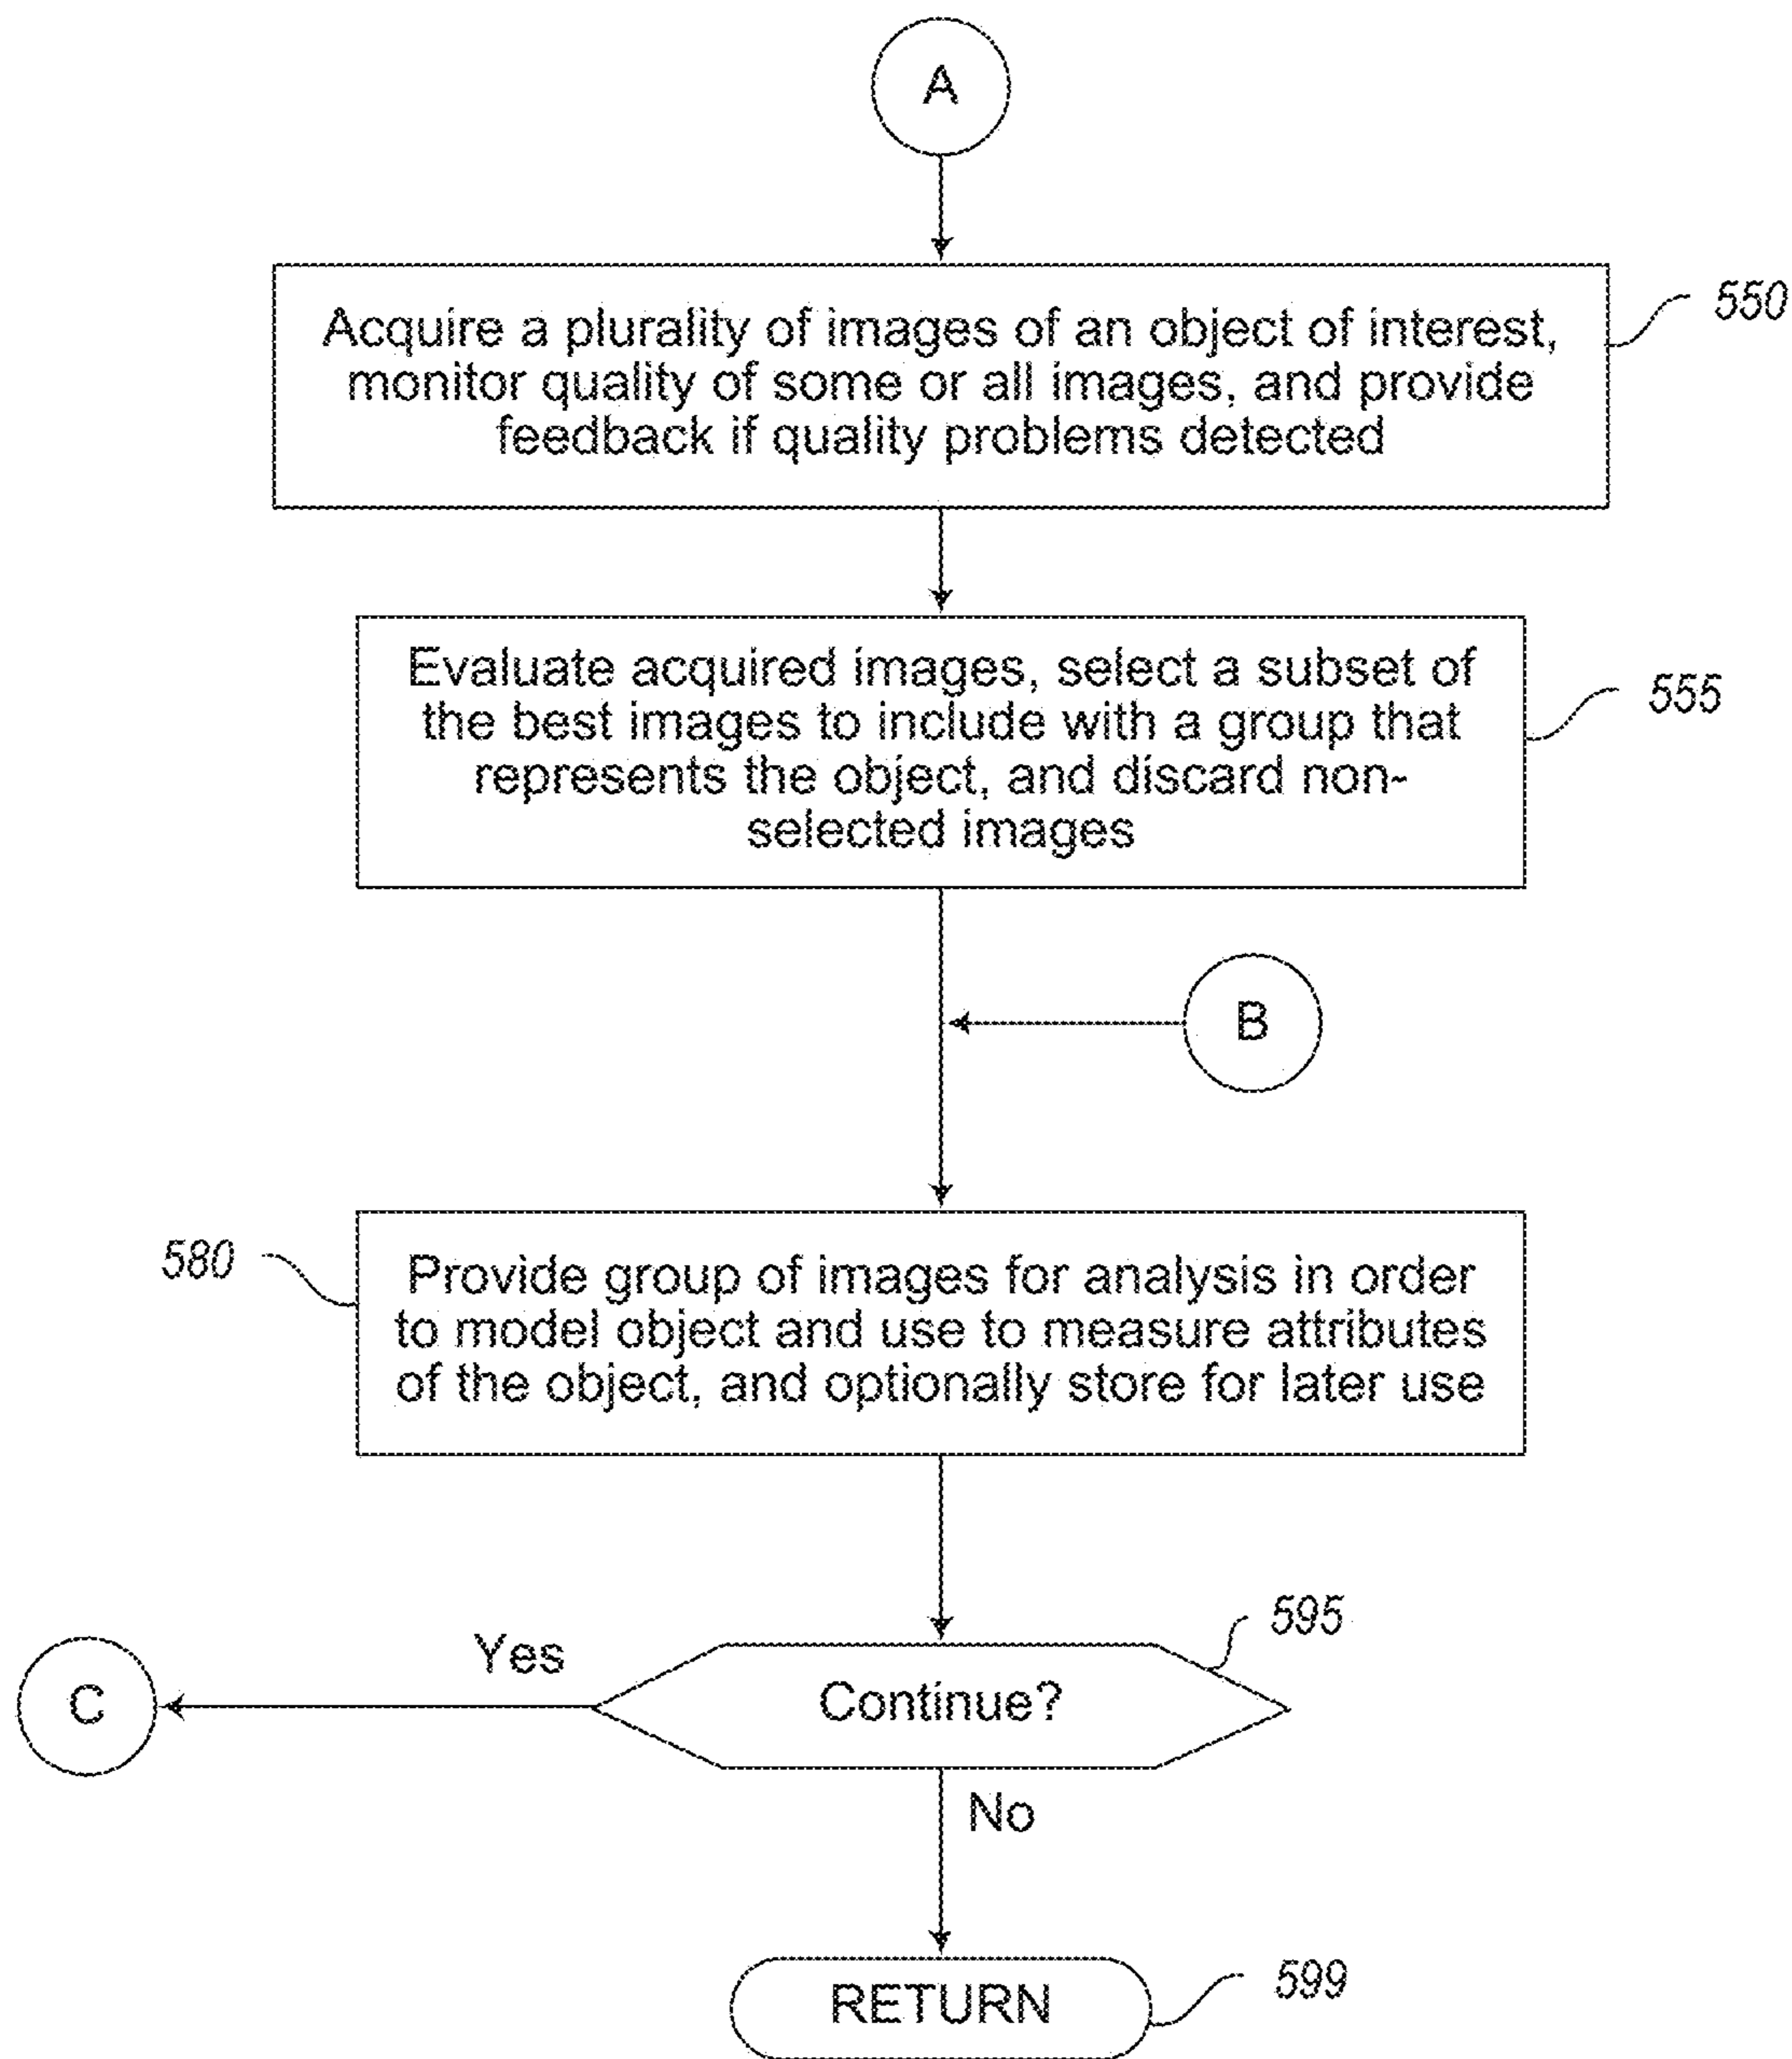 A
Acquire a plurality of images of an object of interest,
monitor quality of some or all images, and provide
feedback if quality problems detected
550
Evaluate acquired images, select a subset of
the best images to include with a group that
represents the object, and discard non-
selected images
555
B
580
Provide group of images for analysis in order
to model object and use to measure attributes
of the object, and optionally store for later use
595
Yes
C
Continue?
No
RETURN
599